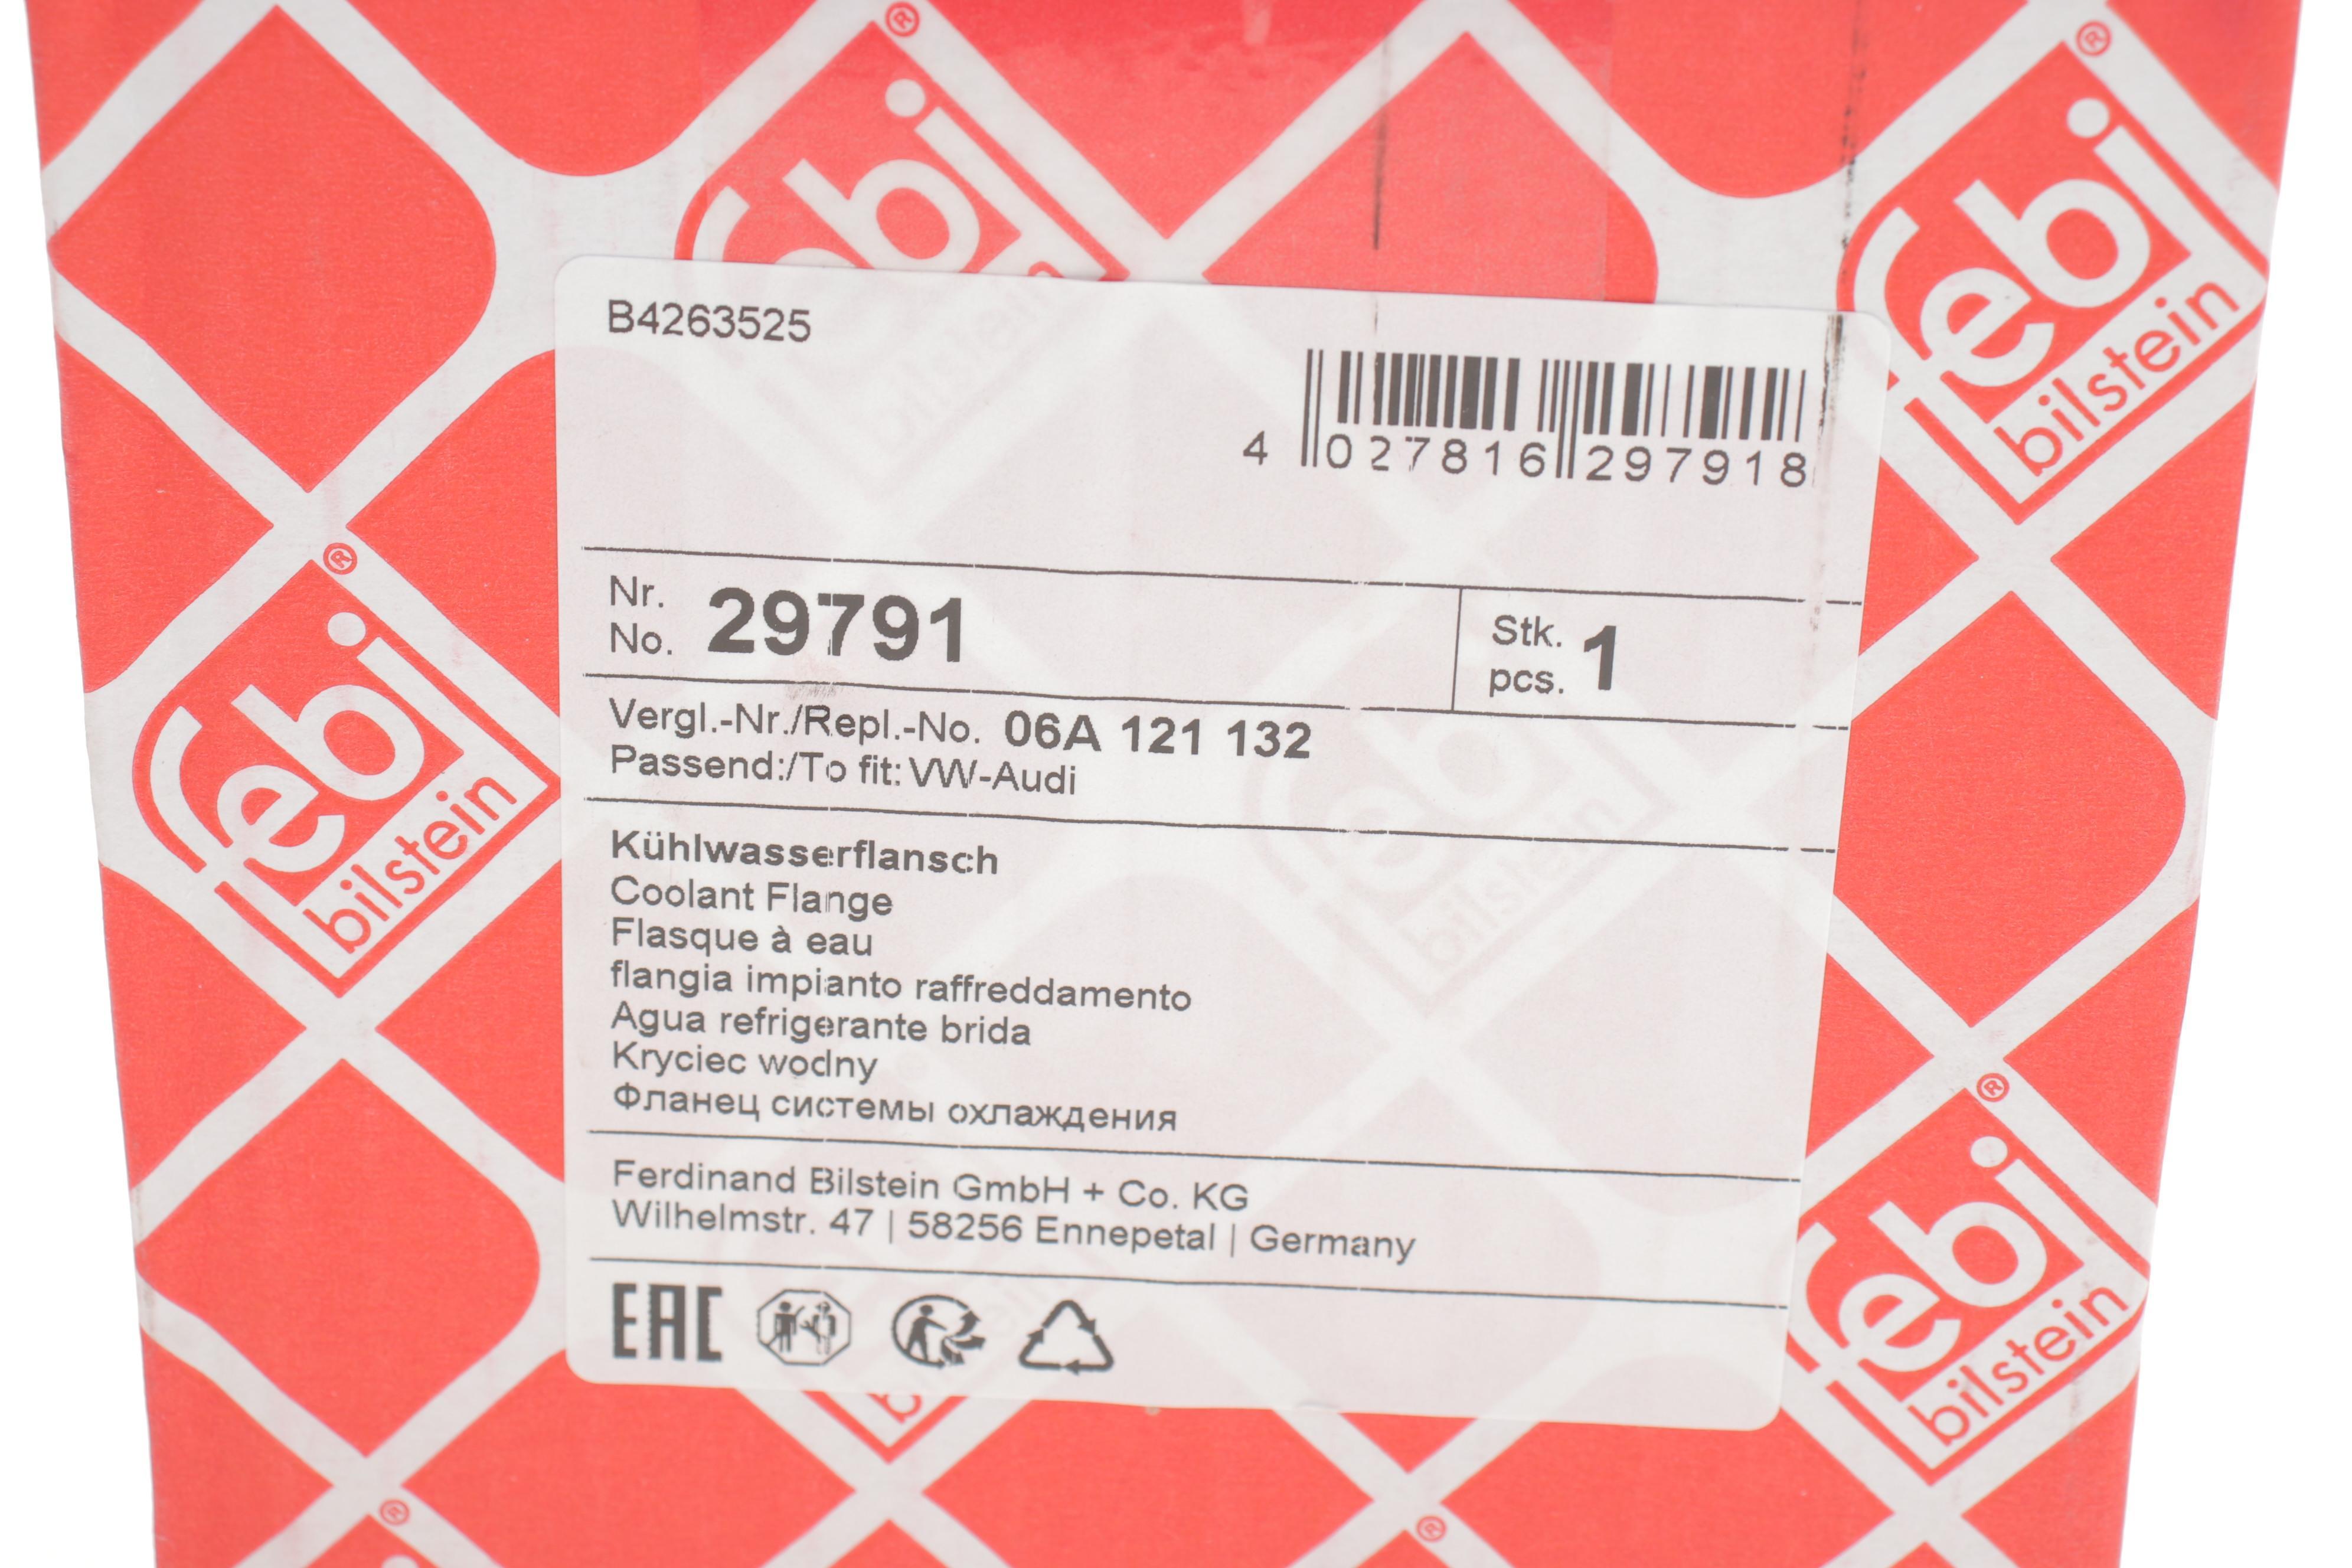 febi
bilstein
febi
bilstein
B4263525
4 027816 297918
Nr.
No. 29791
Stk.
pcs. 1
Vergl.-Nr./Repl.-No. 06A 121 132
Passend:/To fit: VW-Audi
febi
bilstein
Kühlwasserflansch
Coolant Flange
Flasque à eau
flangia impianto raffreddamento
Agua refrigerante brida
Kryciec wodny
Фланец системы охлаждения
Ferdinand Bilstein GmbH + Co. KG
Wilhelmstr. 47 | 58256 Ennepetal | Germany
EAC
febi
bilstein